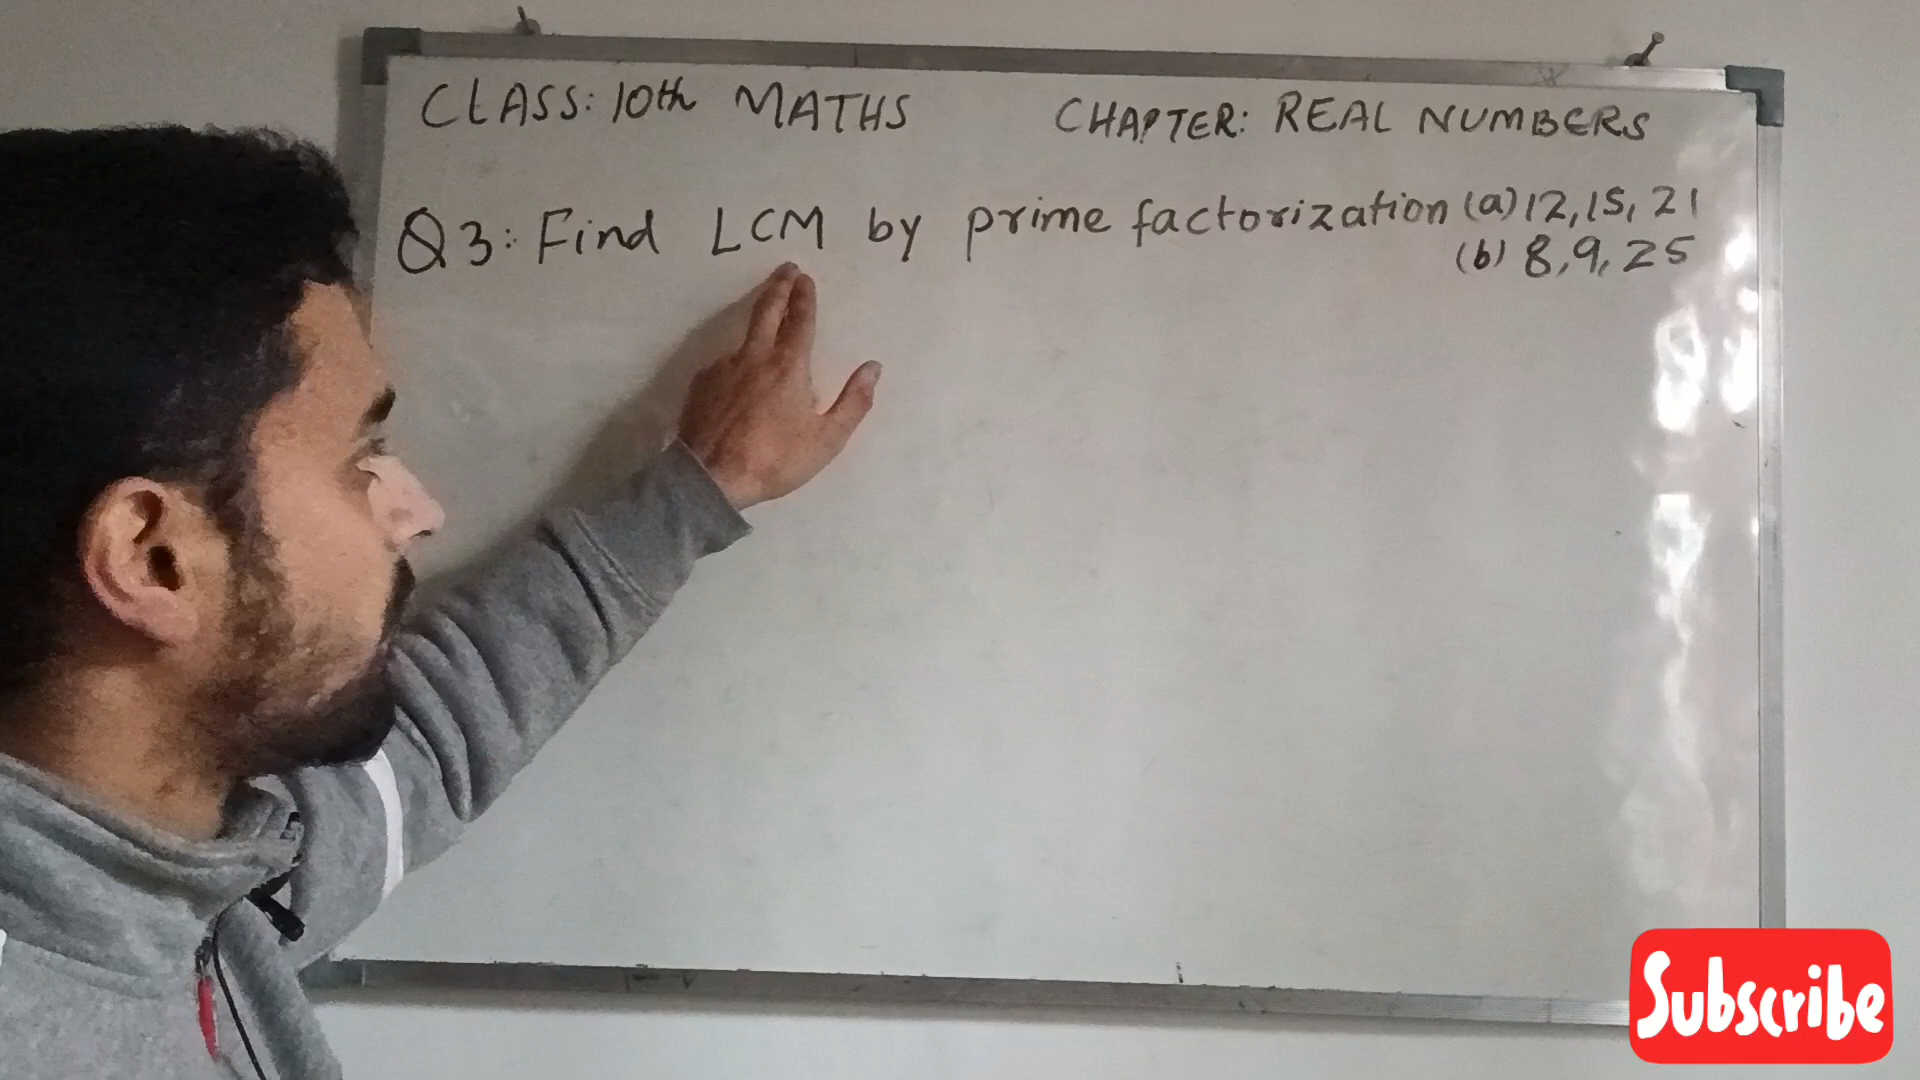 CLASS: 10th MATHS CHAPTER: REAL NUMBERS
Q3: Find LCM by prime factorization (a) 12, 15, 21
(b) 8, 9, 25
Subscribe